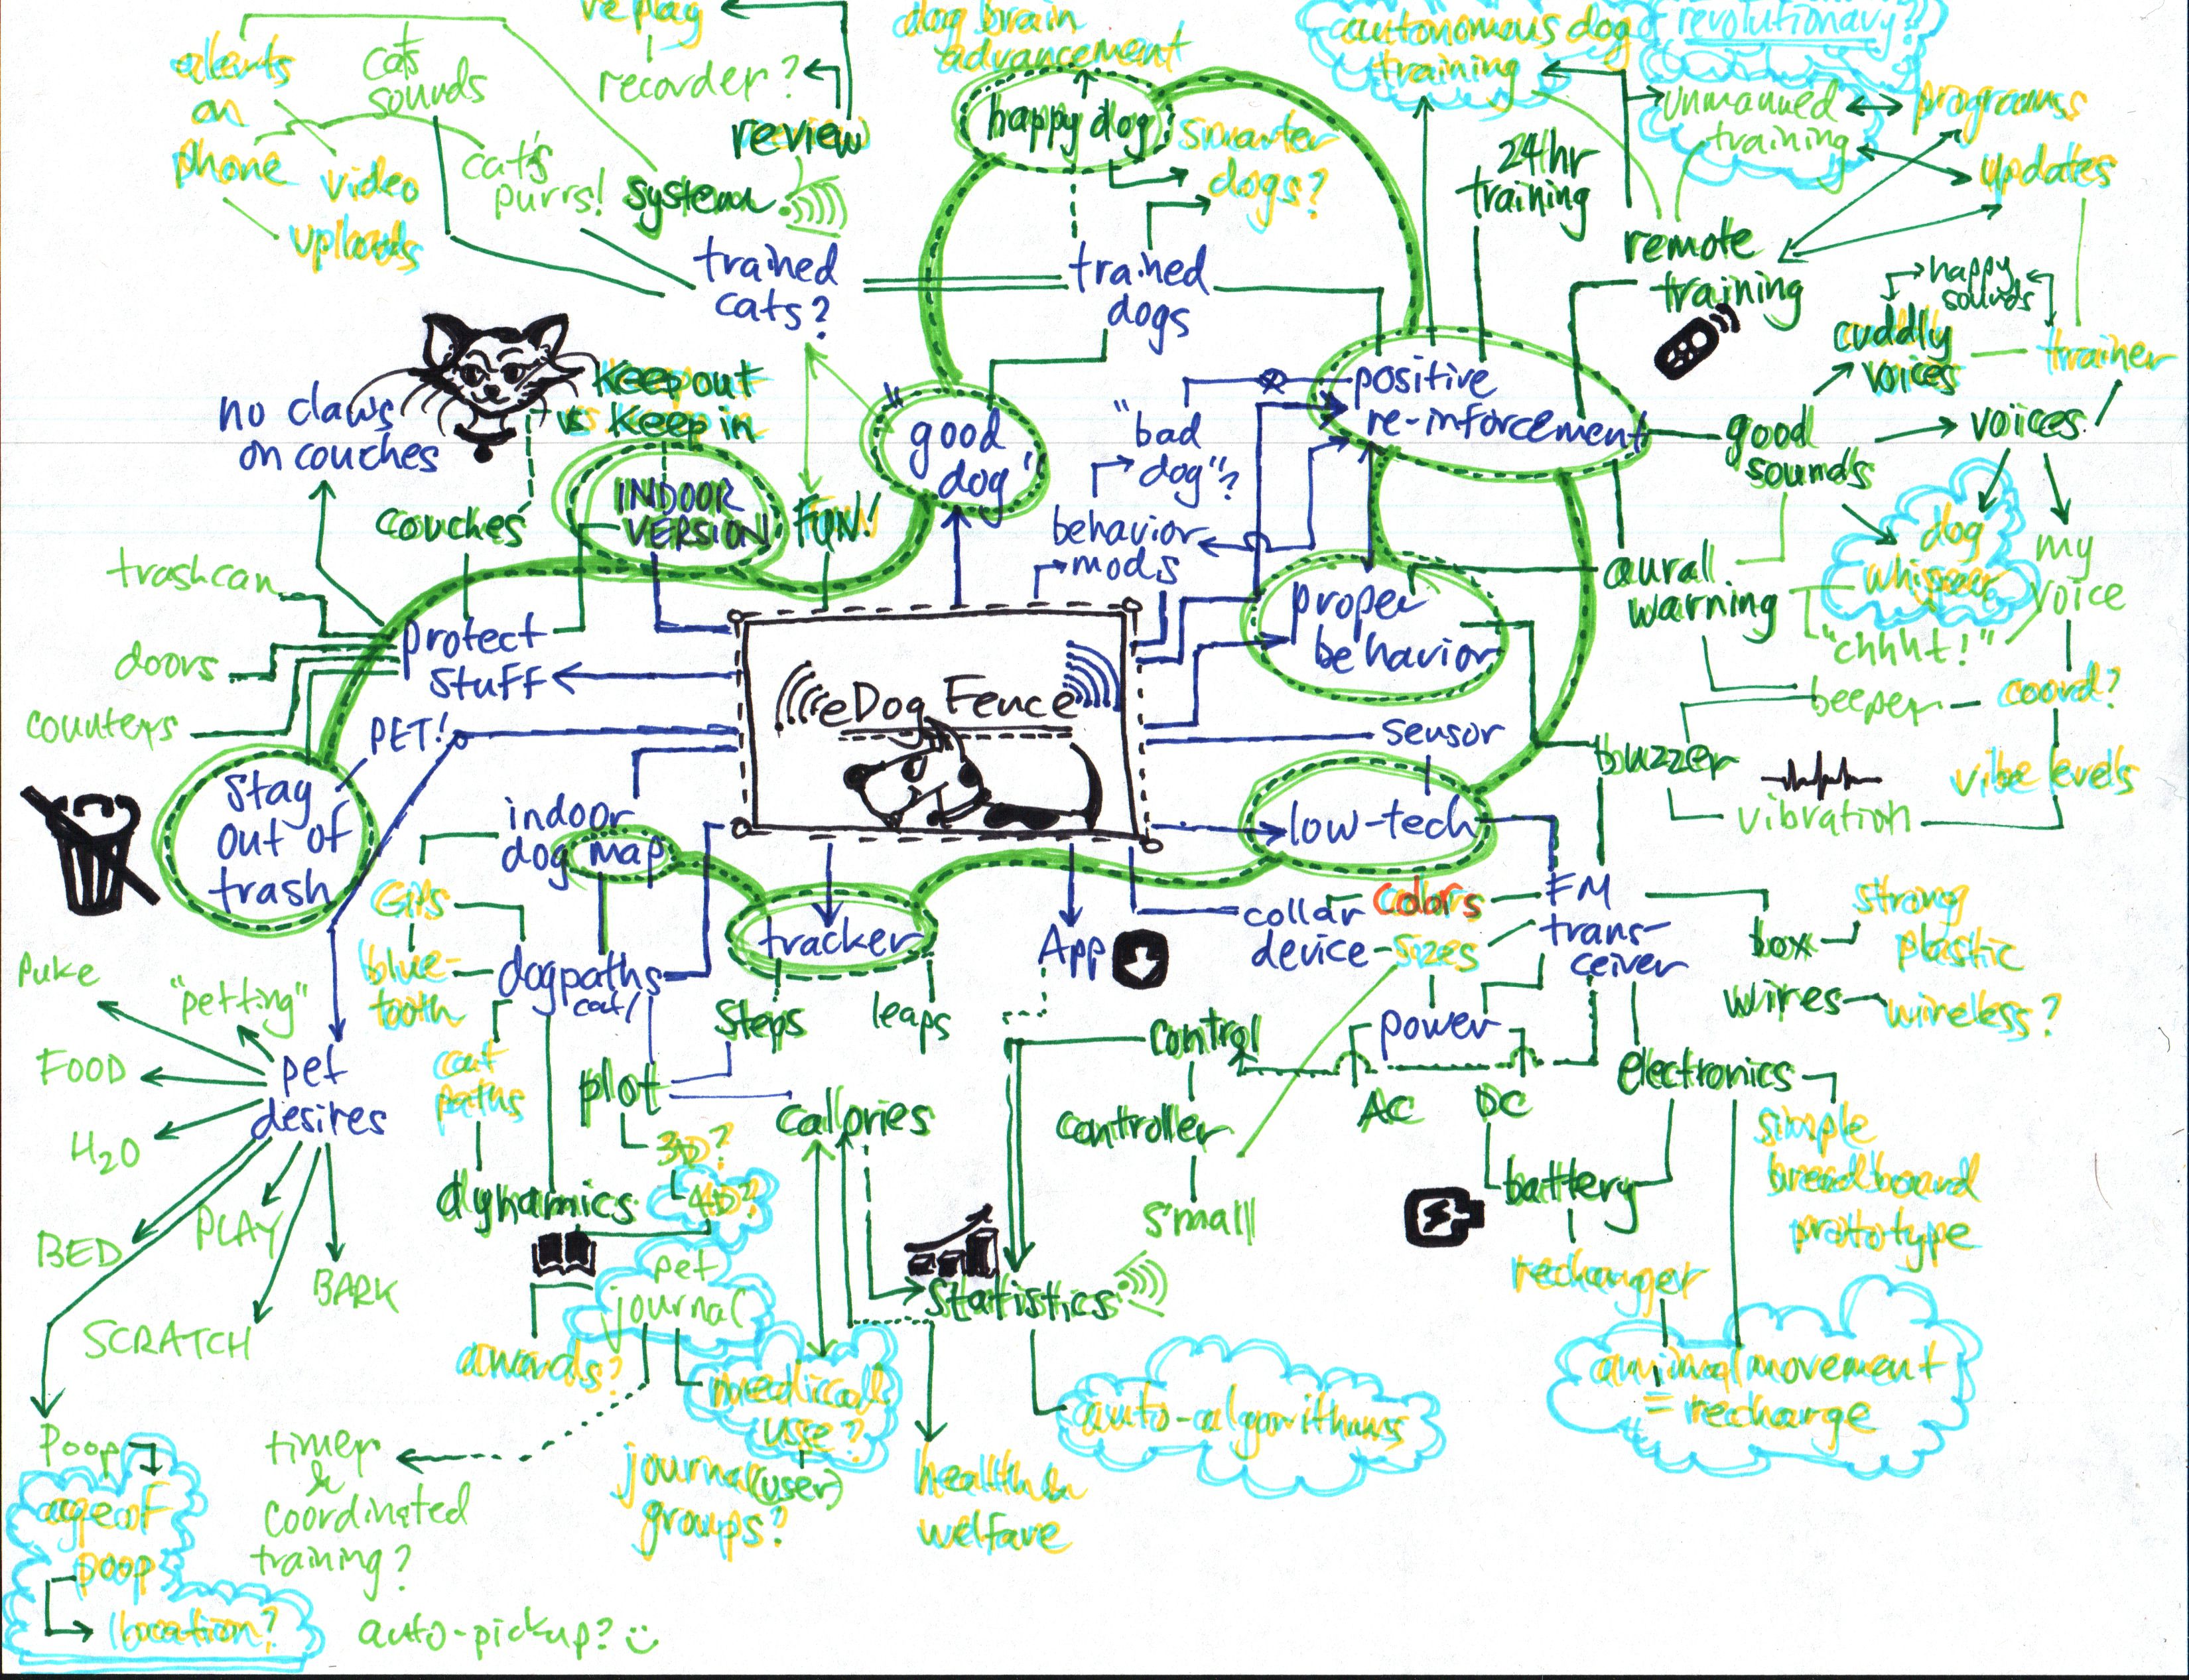 replay
recorder?
review
system
alerts
on
phone
video
uploads
cats
sounds
cat's
purrs!
dog brain
advancement
happy dog
smarter
dogs?
autonomous dog
training
revolutionary?
unmanned
training
programs
updates
24hr
training
remote
training
trained
cats?
trained
dogs
happy
sounds
cuddly
voices
trainer
no claws
on couches
Keep out
vs Keep in
couches
INDOOR
VERSION
FUN!
"good
dog"
"bad
dog"?
behavior
mods
positive
re-inforcement
good
sounds
voices!
dog
whisperer
my
voice
"chhht!"
aural
warning
beeper
coord?
vibe levels
buzzer
vibration
trashcan
doors
counters
protect
stuff
PET!
stay
out of
trash
eDog Fence
proper
behavior
sensor
low-tech
indoor
dog map
GPS
blue-
tooth
dogpaths
cat/
tracker
steps
leaps
App
collar
device
colors
sizes
FM
trans-
ceiver
box
strong
plastic
wires
wireless?
puke
"petting"
FOOD
H2O
pet
desires
BED
PLAY
SCRATCH
BARK
cat
paths
plot
3D?
4D?
dynamics
calories
control
controller
small
power
AC
DC
battery
recharger
electronics
simple
breadboard
prototype
pet
journal
awards?
medical
use?
statistics
auto-algorithms
animal movement
= recharge
Poop
age of
poop
location?
timer
&
coordinated
training?
auto-pickup?
journal(user)
groups?
health &
welfare